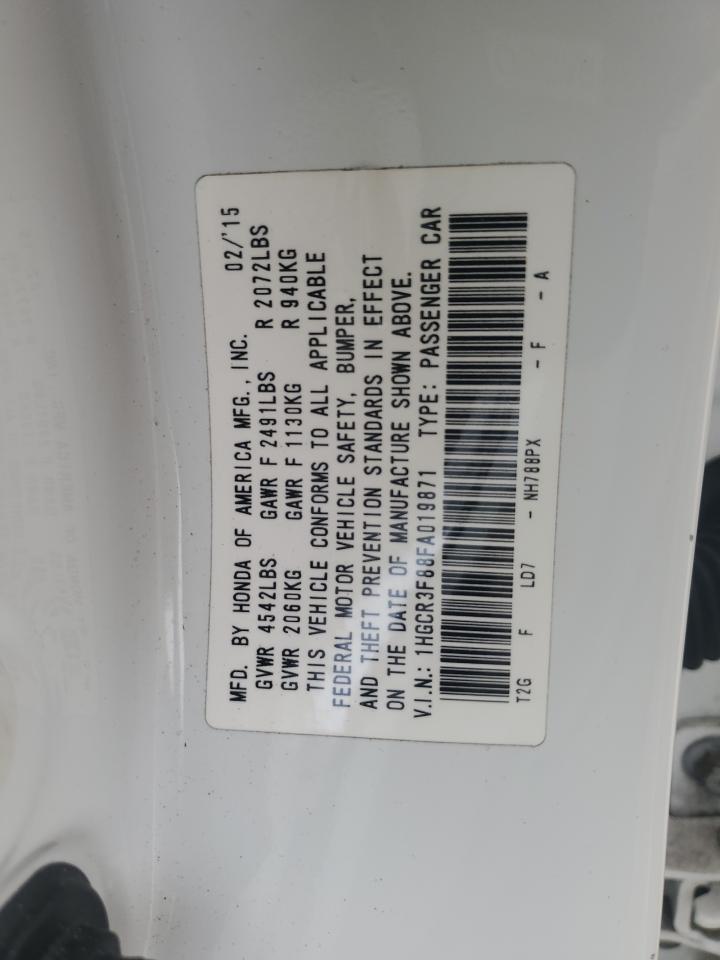 MFD. BY HONDA OF AMERICA MFG., INC. 02/'15
GVWR 4542LBS GAWR F 2491LBS R 2072LBS
GVWR 2060KG GAWR F 1130KG R 940KG
THIS VEHICLE CONFORMS TO ALL APPLICABLE
FEDERAL MOTOR VEHICLE SAFETY, BUMPER,
AND THEFT PREVENTION STANDARDS IN EFFECT
ON THE DATE OF MANUFACTURE SHOWN ABOVE.
V.I.N.: 1HGCR3F88FA019871 TYPE: PASSENGER CAR
T2G F LD7 - NH788PX - F - A